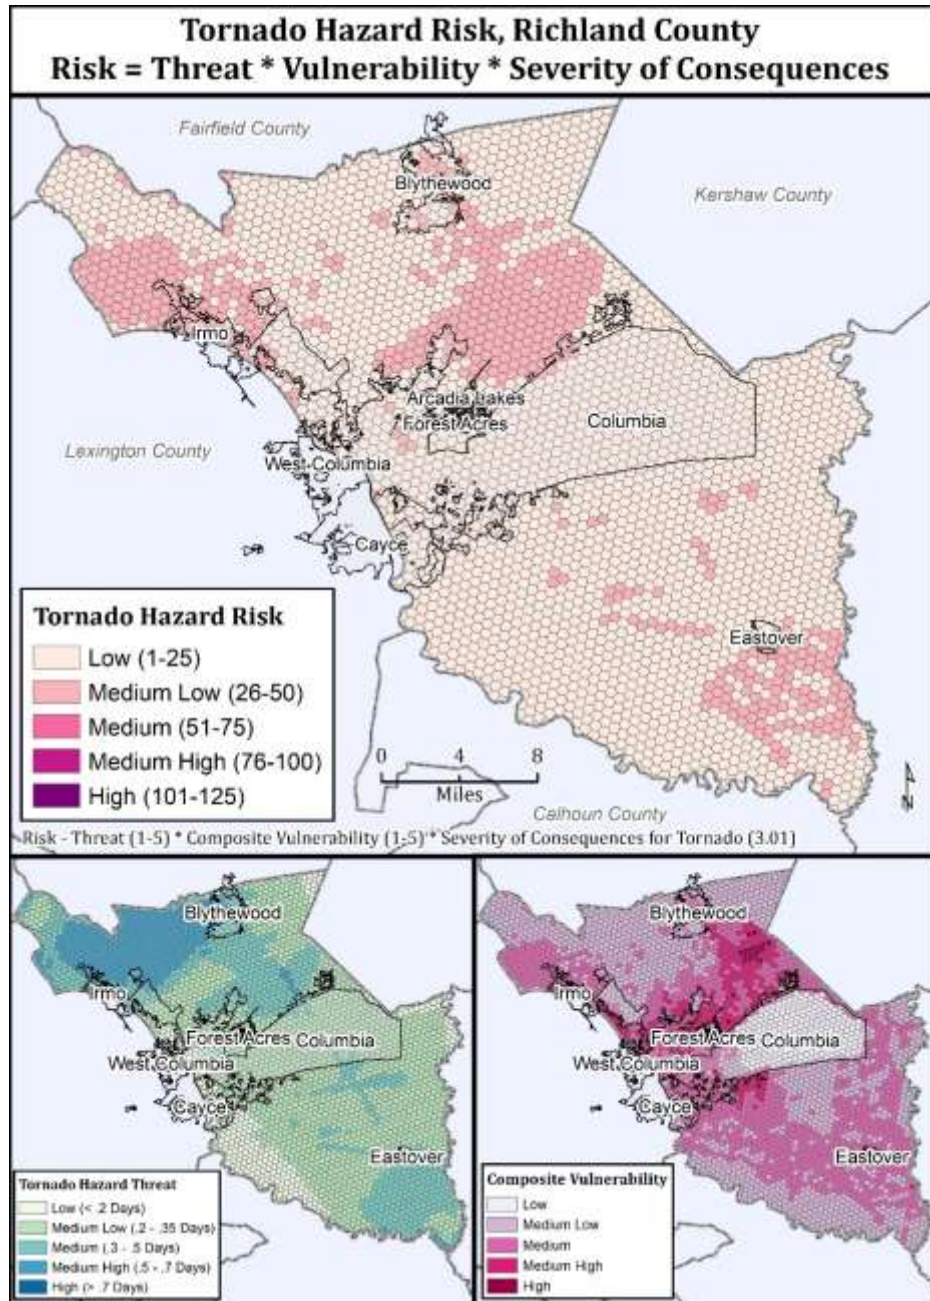 Tornado Hazard Risk, Richland County
Risk = Threat * Vulnerability * Severity of Consequences
Fairfield County
Blythewood
Kershaw County
Irmo
Arcadia Lakes
Forest Acres
Columbia
Lexington County
West Columbia
Cayce
Eastover
Tornado Hazard Risk
Low (1-25)
Medium Low (26-50)
Medium (51-75)
Medium High (76-100)
High (101-125)
0 4 8
Miles
N
Calhoun County
Risk - Threat (1-5) * Composite Vulnerability (1-5) * Severity of Consequences for Tornado (3.01)
Blythewood
Irmo
Forest Acres
Columbia
West Columbia
Cayce
Eastover
Tornado Hazard Threat
Low (< .2 Days)
Medium Low (.2 - .35 Days)
Medium (.3 - .5 Days)
Medium High (.5 - .7 Days)
High (> .7 Days)
Blythewood
Irmo
Forest Acres
Columbia
West Columbia
Cayce
Eastover
Composite Vulnerability
Low
Medium Low
Medium
Medium High
High